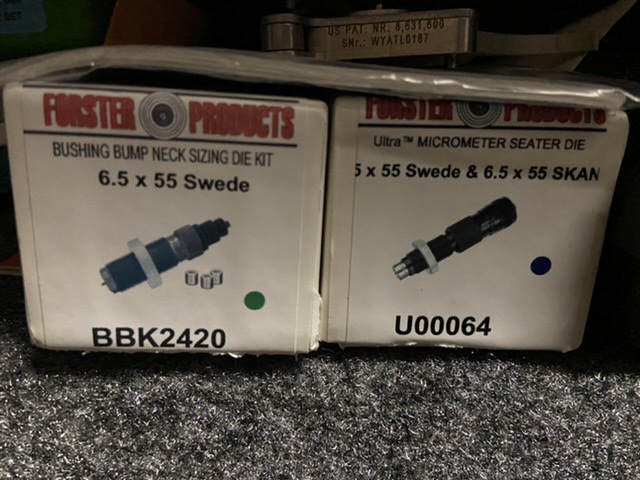 US PAT. NR: 8,631,600
SNr.: WYATL0187
FORSTER PRODUCTS
BUSHING BUMP NECK SIZING DIE KIT
6.5 x 55 Swede
BBK2420
FORSTER PRODUCTS
Ultra™ MICROMETER SEATER DIE
5 x 55 Swede & 6.5 x 55 SKAN
U00064